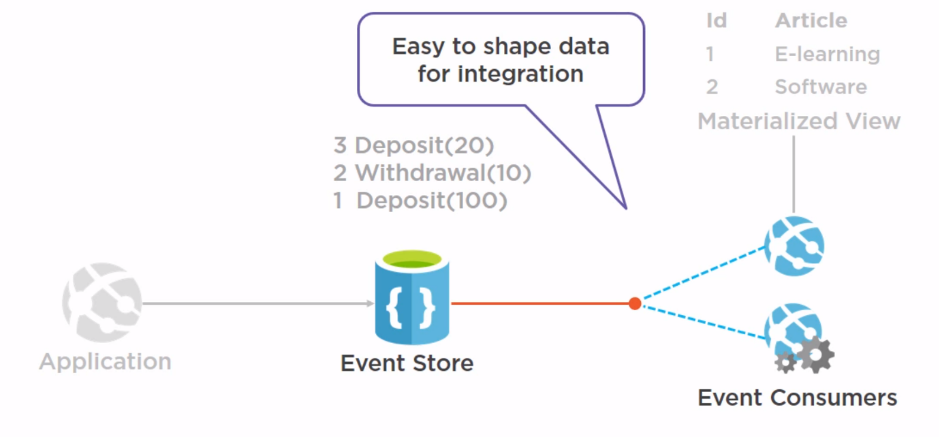 Easy to shape data
for integration
Id Article
1 E-learning
2 Software
Materialized View
3 Deposit(20)
2 Withdrawal(10)
1 Deposit(100)
{ }
Application
Event Store
Event Consumers